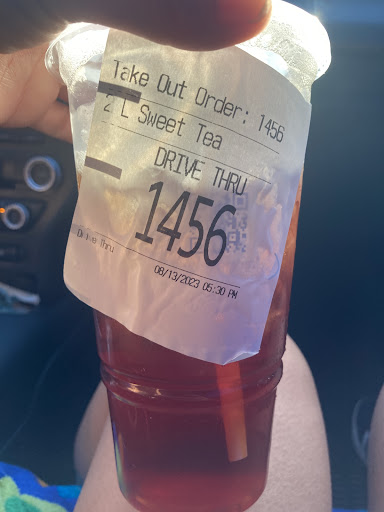 Take Out Order: 1456
2 L Sweet Tea
DRIVE THRU
1456
Drive Thru
08/13/2023 05:30 PM